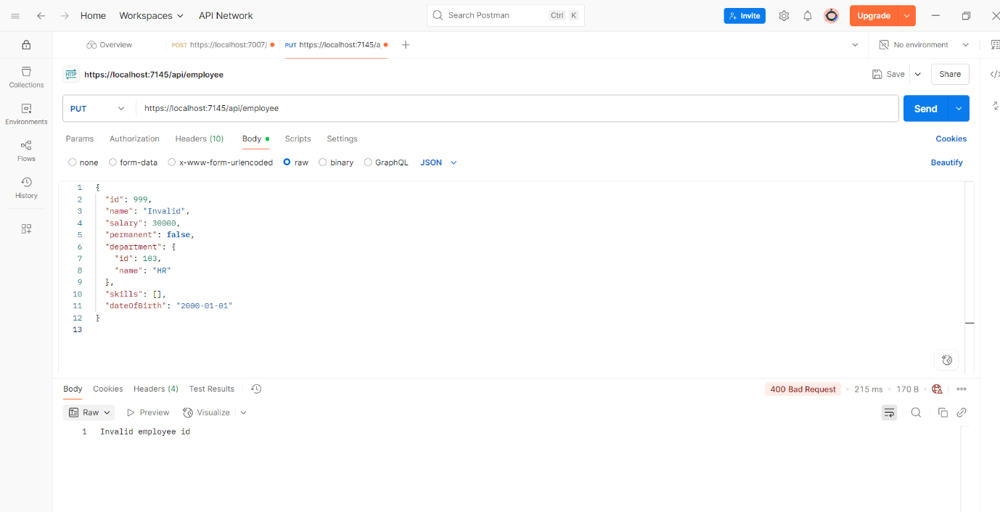 Home Workspaces API Network Search Postman Ctrl K Invite Upgrade
Overview POST https://localhost:7007/ PUT https://localhost:7145/a No environment
Collections
Environments
Flows
History
HTTP https://localhost:7145/api/employee Save Share
PUT https://localhost:7145/api/employee Send
Params Authorization Headers (10) Body Scripts Settings Cookies
none form-data x-www-form-urlencoded raw binary GraphQL JSON Beautify
1 {
2 "id": 999,
3 "name": "Invalid",
4 "salary": 30000,
5 "permanent": false,
6 "department": {
7 "id": 103,
8 "name": "HR"
9 },
10 "skills": [],
11 "dateOfBirth": "2000-01-01"
12 }
13
Body Cookies Headers (4) Test Results 400 Bad Request 215 ms 170 B
Raw Preview Visualize
1 Invalid employee id